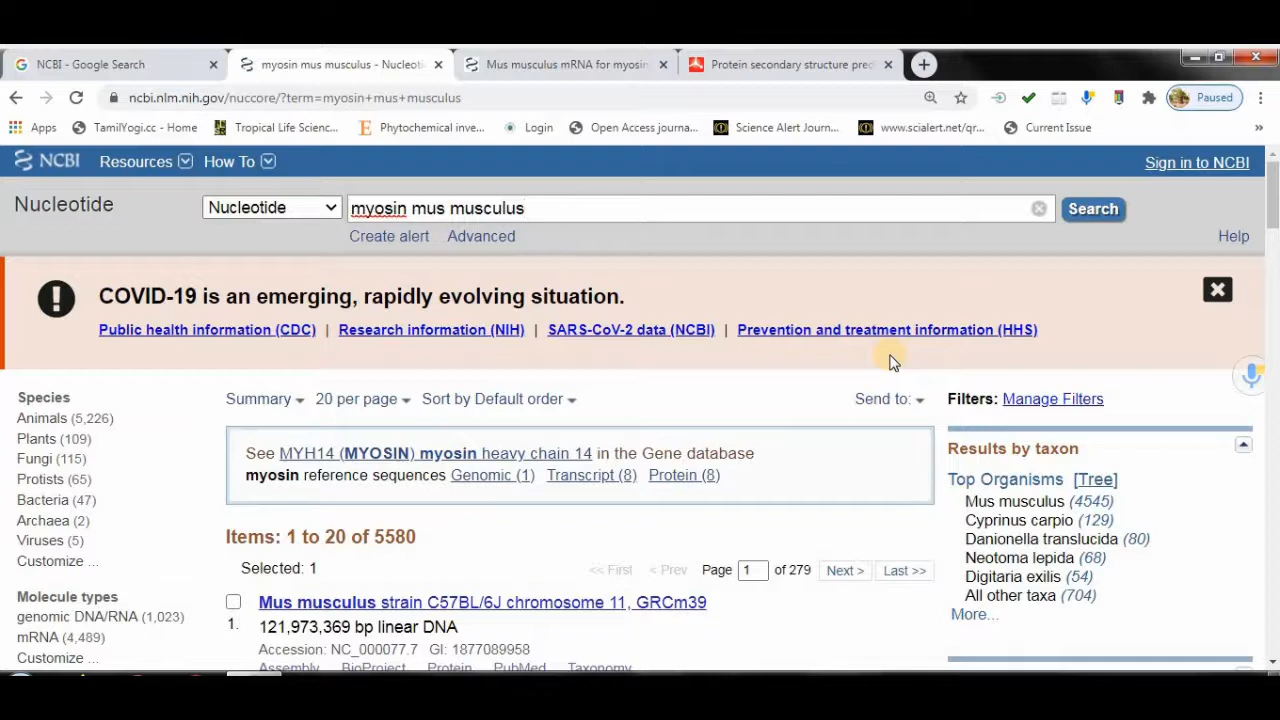 NCBI - Google Search
myosin mus musculus - Nucleoti
Mus musculus mRNA for myosin
Protein secondary structure pred
ncbi.nlm.nih.gov/nuccore/?term=myosin+mus+musculus
Paused
Apps
TamilYogi.cc - Home
Tropical Life Scienc...
Phytochemical inve...
Login
Open Access journa...
Science Alert Journ...
www.scialert.net/qr...
Current Issue
»
NCBI
Resources
How To
Sign in to NCBI
Nucleotide
Nucleotide
myosin mus musculus
Search
Create alert
Advanced
Help
COVID-19 is an emerging, rapidly evolving situation.
Public health information (CDC) | Research information (NIH) | SARS-CoV-2 data (NCBI) | Prevention and treatment information (HHS)
Species
Animals (5,226)
Plants (109)
Fungi (115)
Protists (65)
Bacteria (47)
Archaea (2)
Viruses (5)
Customize ...
Molecule types
genomic DNA/RNA (1,023)
mRNA (4,489)
Customize ...
Summary
20 per page
Sort by Default order
Send to:
See MYH14 (MYOSIN) myosin heavy chain 14 in the Gene database
myosin reference sequences Genomic (1) Transcript (8) Protein (8)
Items: 1 to 20 of 5580
Selected: 1
<< First
< Prev
Page 1 of 279
Next >
Last >>
Mus musculus strain C57BL/6J chromosome 11, GRCm39
1.
121,973,369 bp linear DNA
Accession: NC_000077.7 GI: 1877089958
Assembly BioProject Protein PubMed Taxonomy
Filters: Manage Filters
Results by taxon
Top Organisms [Tree]
Mus musculus (4545)
Cyprinus carpio (129)
Danionella translucida (80)
Neotoma lepida (68)
Digitaria exilis (54)
All other taxa (704)
More...